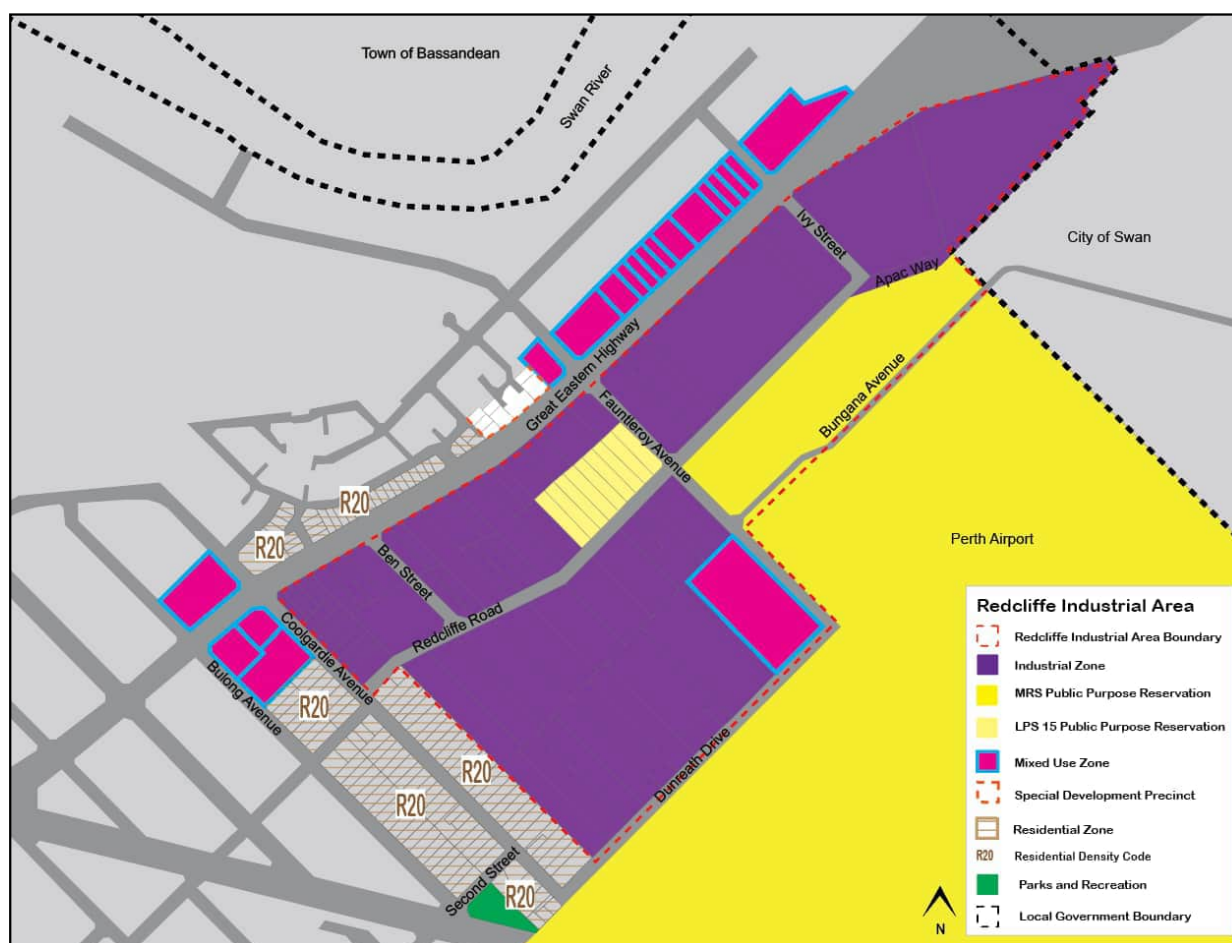 Town of Bassandean
Swan River
City of Swan
Ivy Street
Apac Way
Great Eastern Highway
Fauntleroy Avenue
Bungana Avenue
R20
R20
Perth Airport
Ben Street
Redcliffe Road
Coolgardie Avenue
Bulong Avenue
R20
R20
R20
Dunreath Drive
Second Street
R20
N
Redcliffe Industrial Area
Redcliffe Industrial Area Boundary
Industrial Zone
MRS Public Purpose Reservation
LPS 15 Public Purpose Reservation
Mixed Use Zone
Special Development Precinct
Residential Zone
R20 Residential Density Code
Parks and Recreation
Local Government Boundary